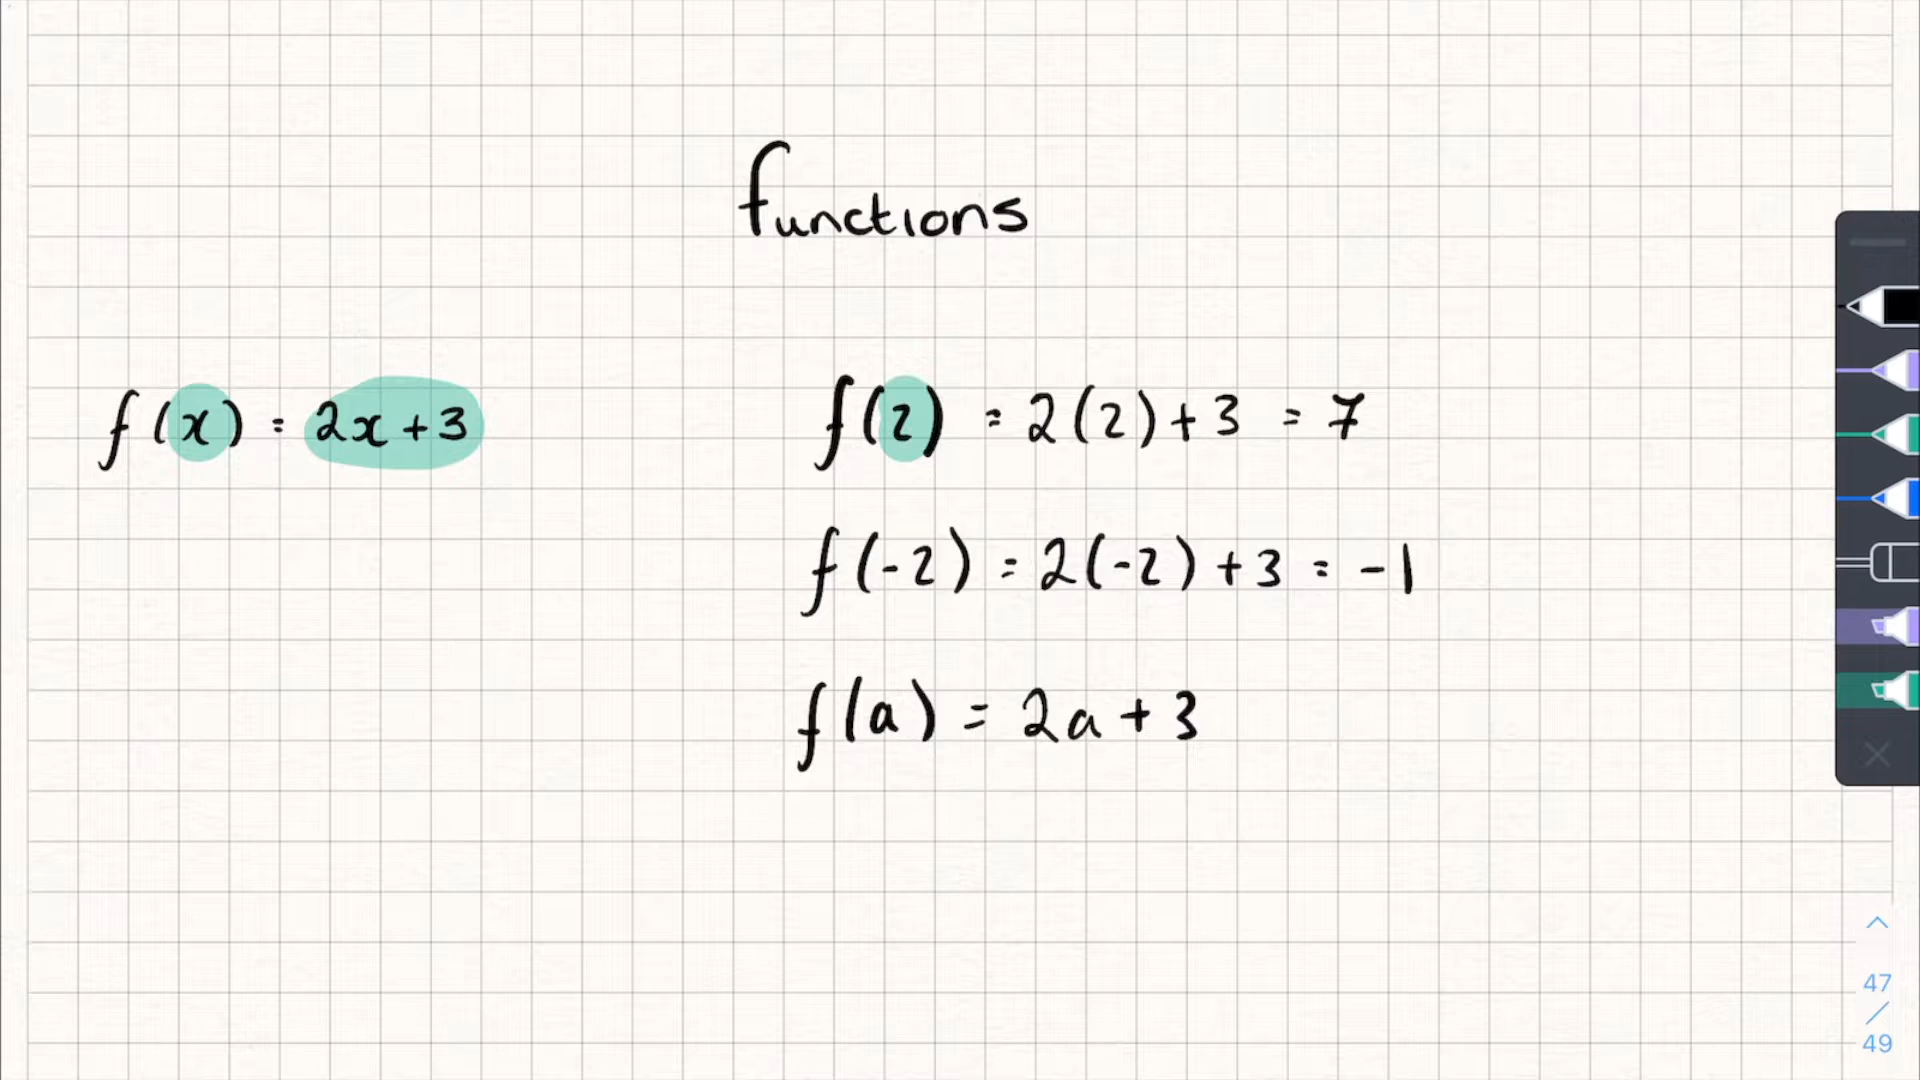 functions
f(x) = 2x+3
f(2) = 2(2)+3 = 7
f(-2) = 2(-2)+3 = -1
f(a) = 2a+3
47
/
49